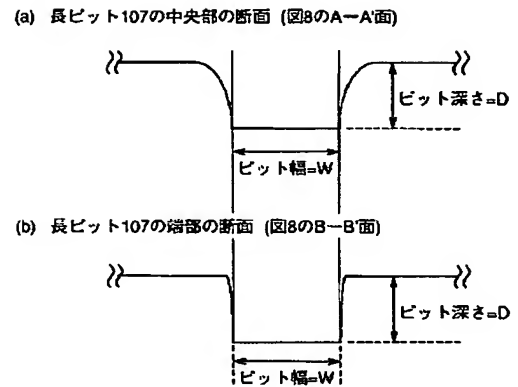 (a) 長ピット107の中央部の断面 (図8のA－A'面)
ピット深さ=D
ピット幅=W
(b) 長ピット107の端部の断面 (図8のB－B'面)
ピット深さ=D
ピット幅=W